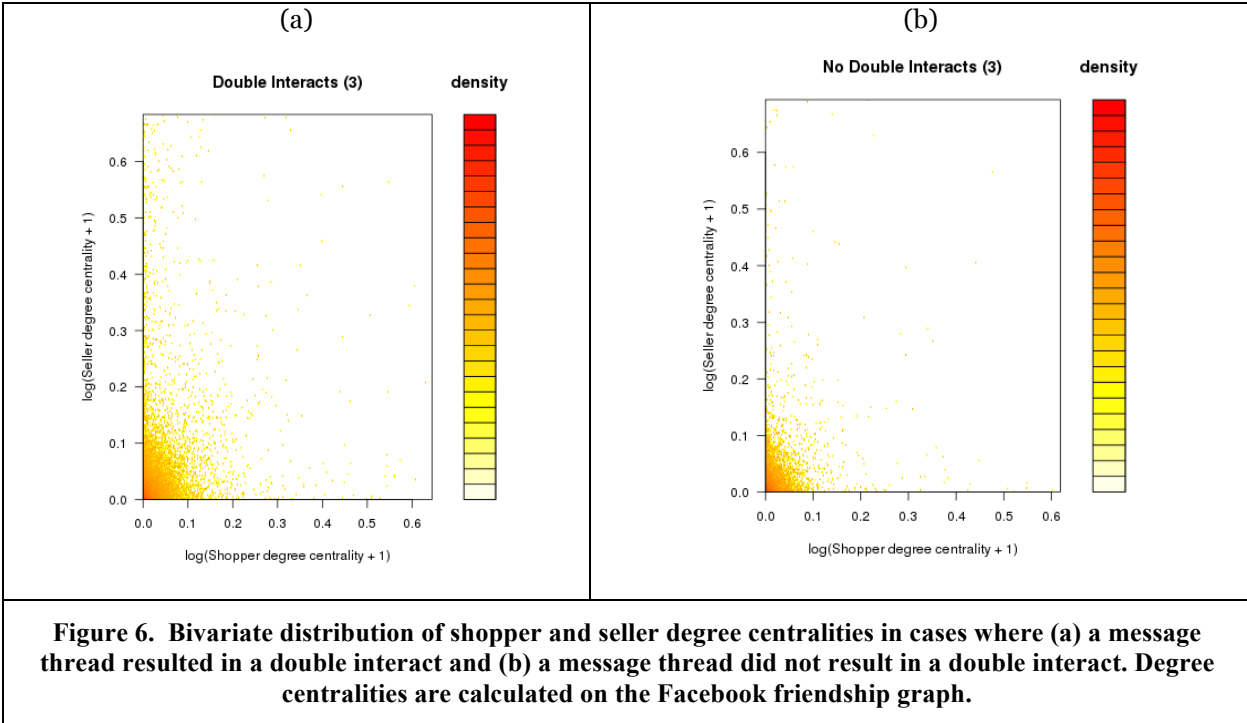 (a)
Double Interacts (3)
density
log(Seller degree centrality + 1)
0.6
0.5
0.4
0.3
0.2
0.1
0.0
0.0 0.1 0.2 0.3 0.4 0.5 0.6
log(Shopper degree centrality + 1)
(b)
No Double Interacts (3)
density
log(Seller degree centrality + 1)
0.6
0.5
0.4
0.3
0.2
0.1
0.0
0.0 0.1 0.2 0.3 0.4 0.5 0.6
log(Shopper degree centrality + 1)
Figure 6. Bivariate distribution of shopper and seller degree centralities in cases where (a) a message
thread resulted in a double interact and (b) a message thread did not result in a double interact. Degree
centralities are calculated on the Facebook friendship graph.